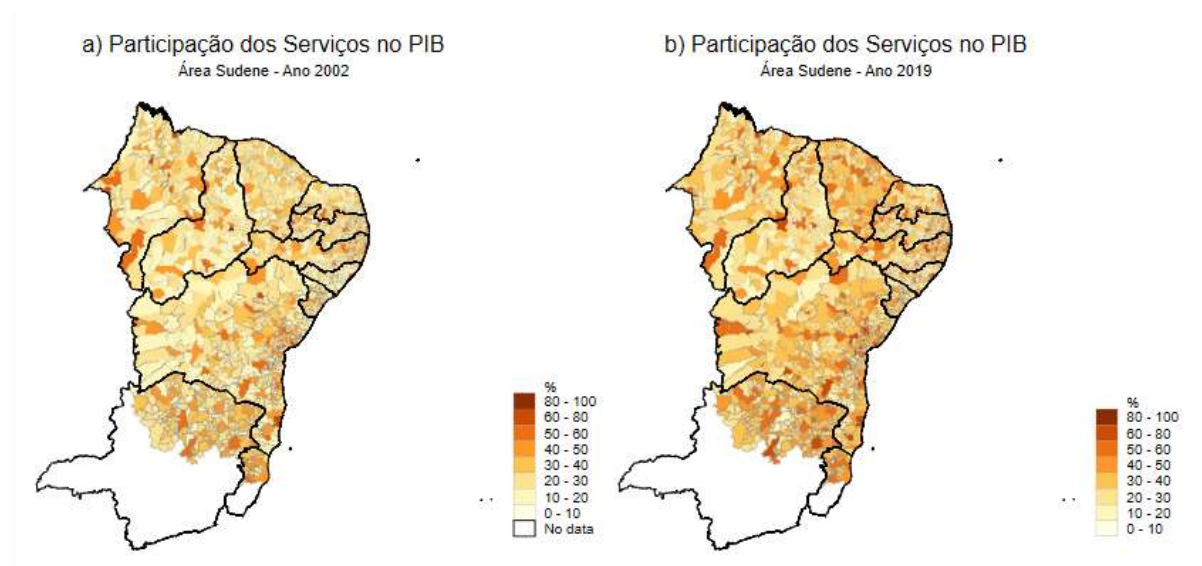 a) Participação dos Serviços no PIB
Área Sudene - Ano 2002
%
80 - 100
60 - 80
50 - 60
40 - 50
30 - 40
20 - 30
10 - 20
0 - 10
No data
b) Participação dos Serviços no PIB
Área Sudene - Ano 2019
%
80 - 100
60 - 80
50 - 60
40 - 50
30 - 40
20 - 30
10 - 20
0 - 10